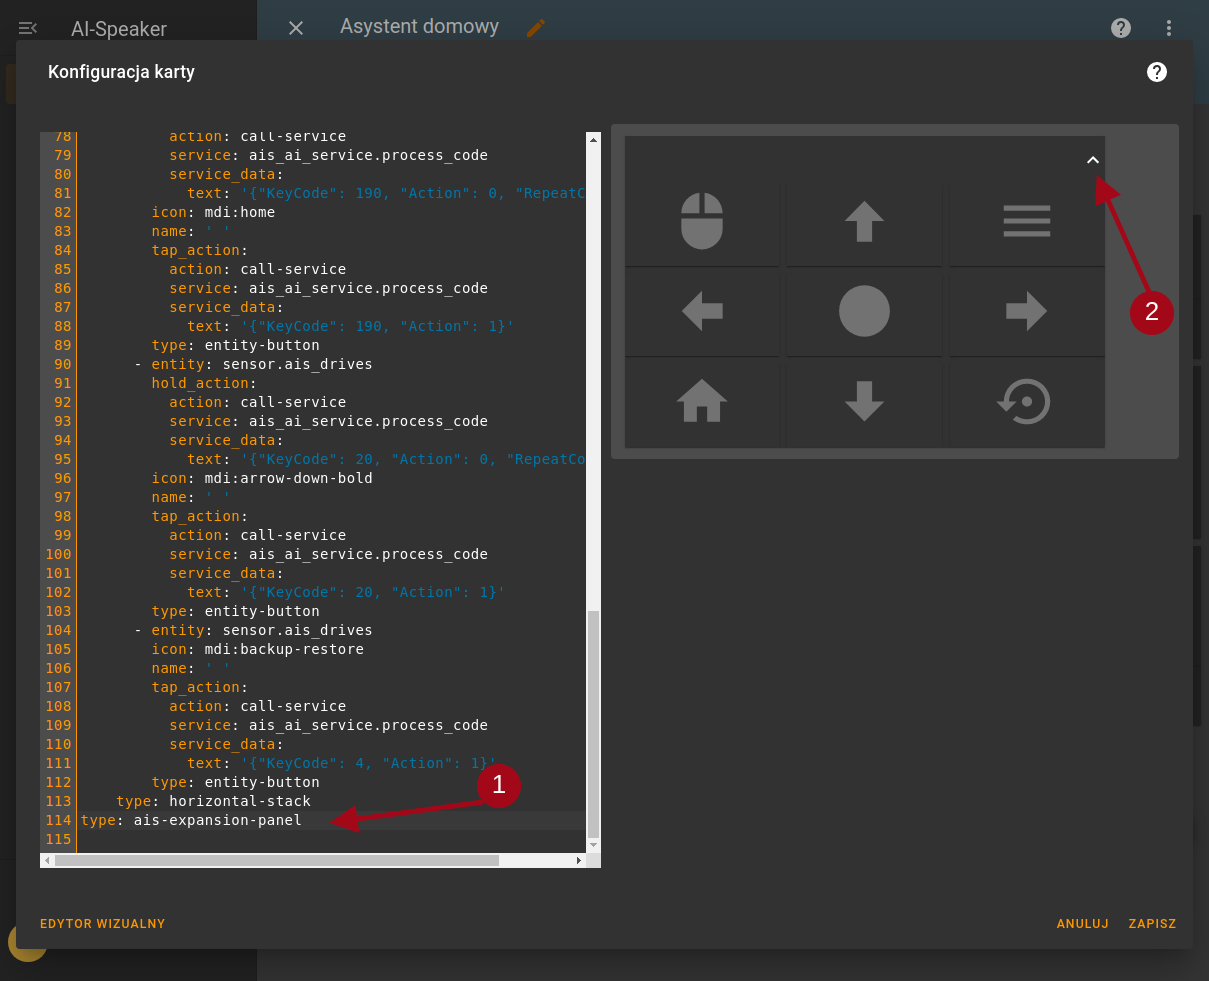 AI-Speaker
Asystent domowy
Konfiguracja karty
78 action: call-service
79 service: ais_ai_service.process_code
80 service_data:
81 text: '{"KeyCode": 190, "Action": 0, "RepeatC
82 icon: mdi:home
83 name: ' '
84 tap_action:
85 action: call-service
86 service: ais_ai_service.process_code
87 service_data:
88 text: '{"KeyCode": 190, "Action": 1}'
89 type: entity-button
90 - entity: sensor.ais_drives
91 hold_action:
92 action: call-service
93 service: ais_ai_service.process_code
94 service_data:
95 text: '{"KeyCode": 20, "Action": 0, "RepeatCo
96 icon: mdi:arrow-down-bold
97 name: ' '
98 tap_action:
99 action: call-service
100 service: ais_ai_service.process_code
101 service_data:
102 text: '{"KeyCode": 20, "Action": 1}'
103 type: entity-button
104 - entity: sensor.ais_drives
105 icon: mdi:backup-restore
106 name: ' '
107 tap_action:
108 action: call-service
109 service: ais_ai_service.process_code
110 service_data:
111 text: '{"KeyCode": 4, "Action": 1}'
112 type: entity-button
113 type: horizontal-stack
114 type: ais-expansion-panel
115
1
2
EDYTOR WIZUALNY
ANULUJ
ZAPISZ